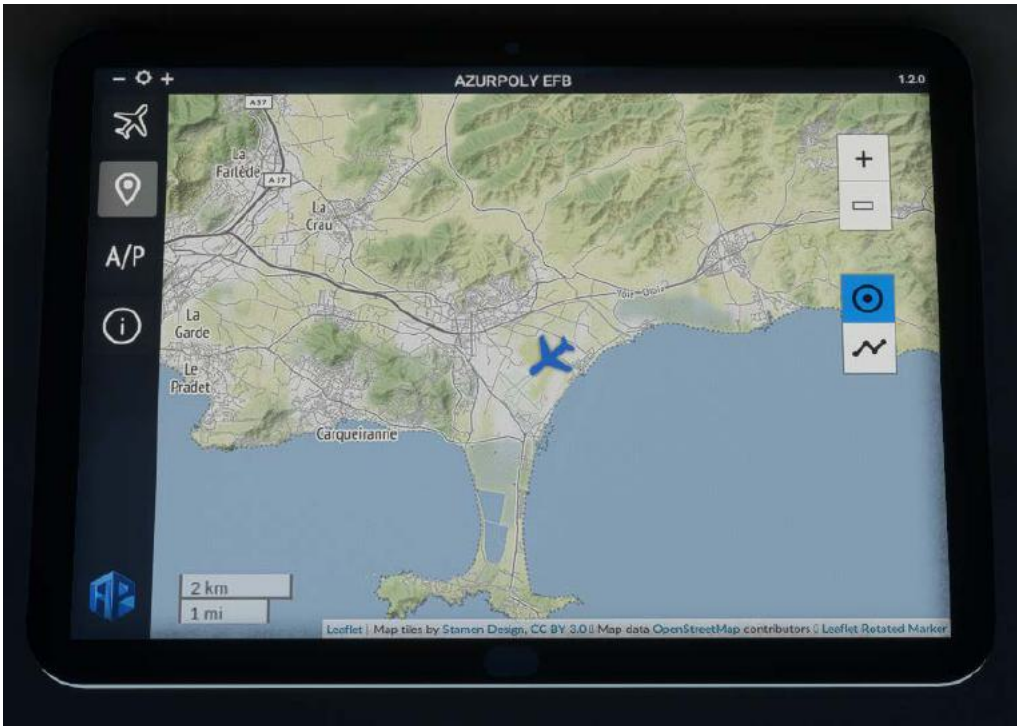 AZURPOLY EFB
1.2.0
A57
La
Farlède
A 57
La
Crau
A/P
La
Garde
Le
Pradet
Carqueiranne
2 km
1 mi
Leaflet | Map tiles by Stamen Design, CC BY 3.0 Map data OpenStreetMap contributors Leaflet Rotated Marker